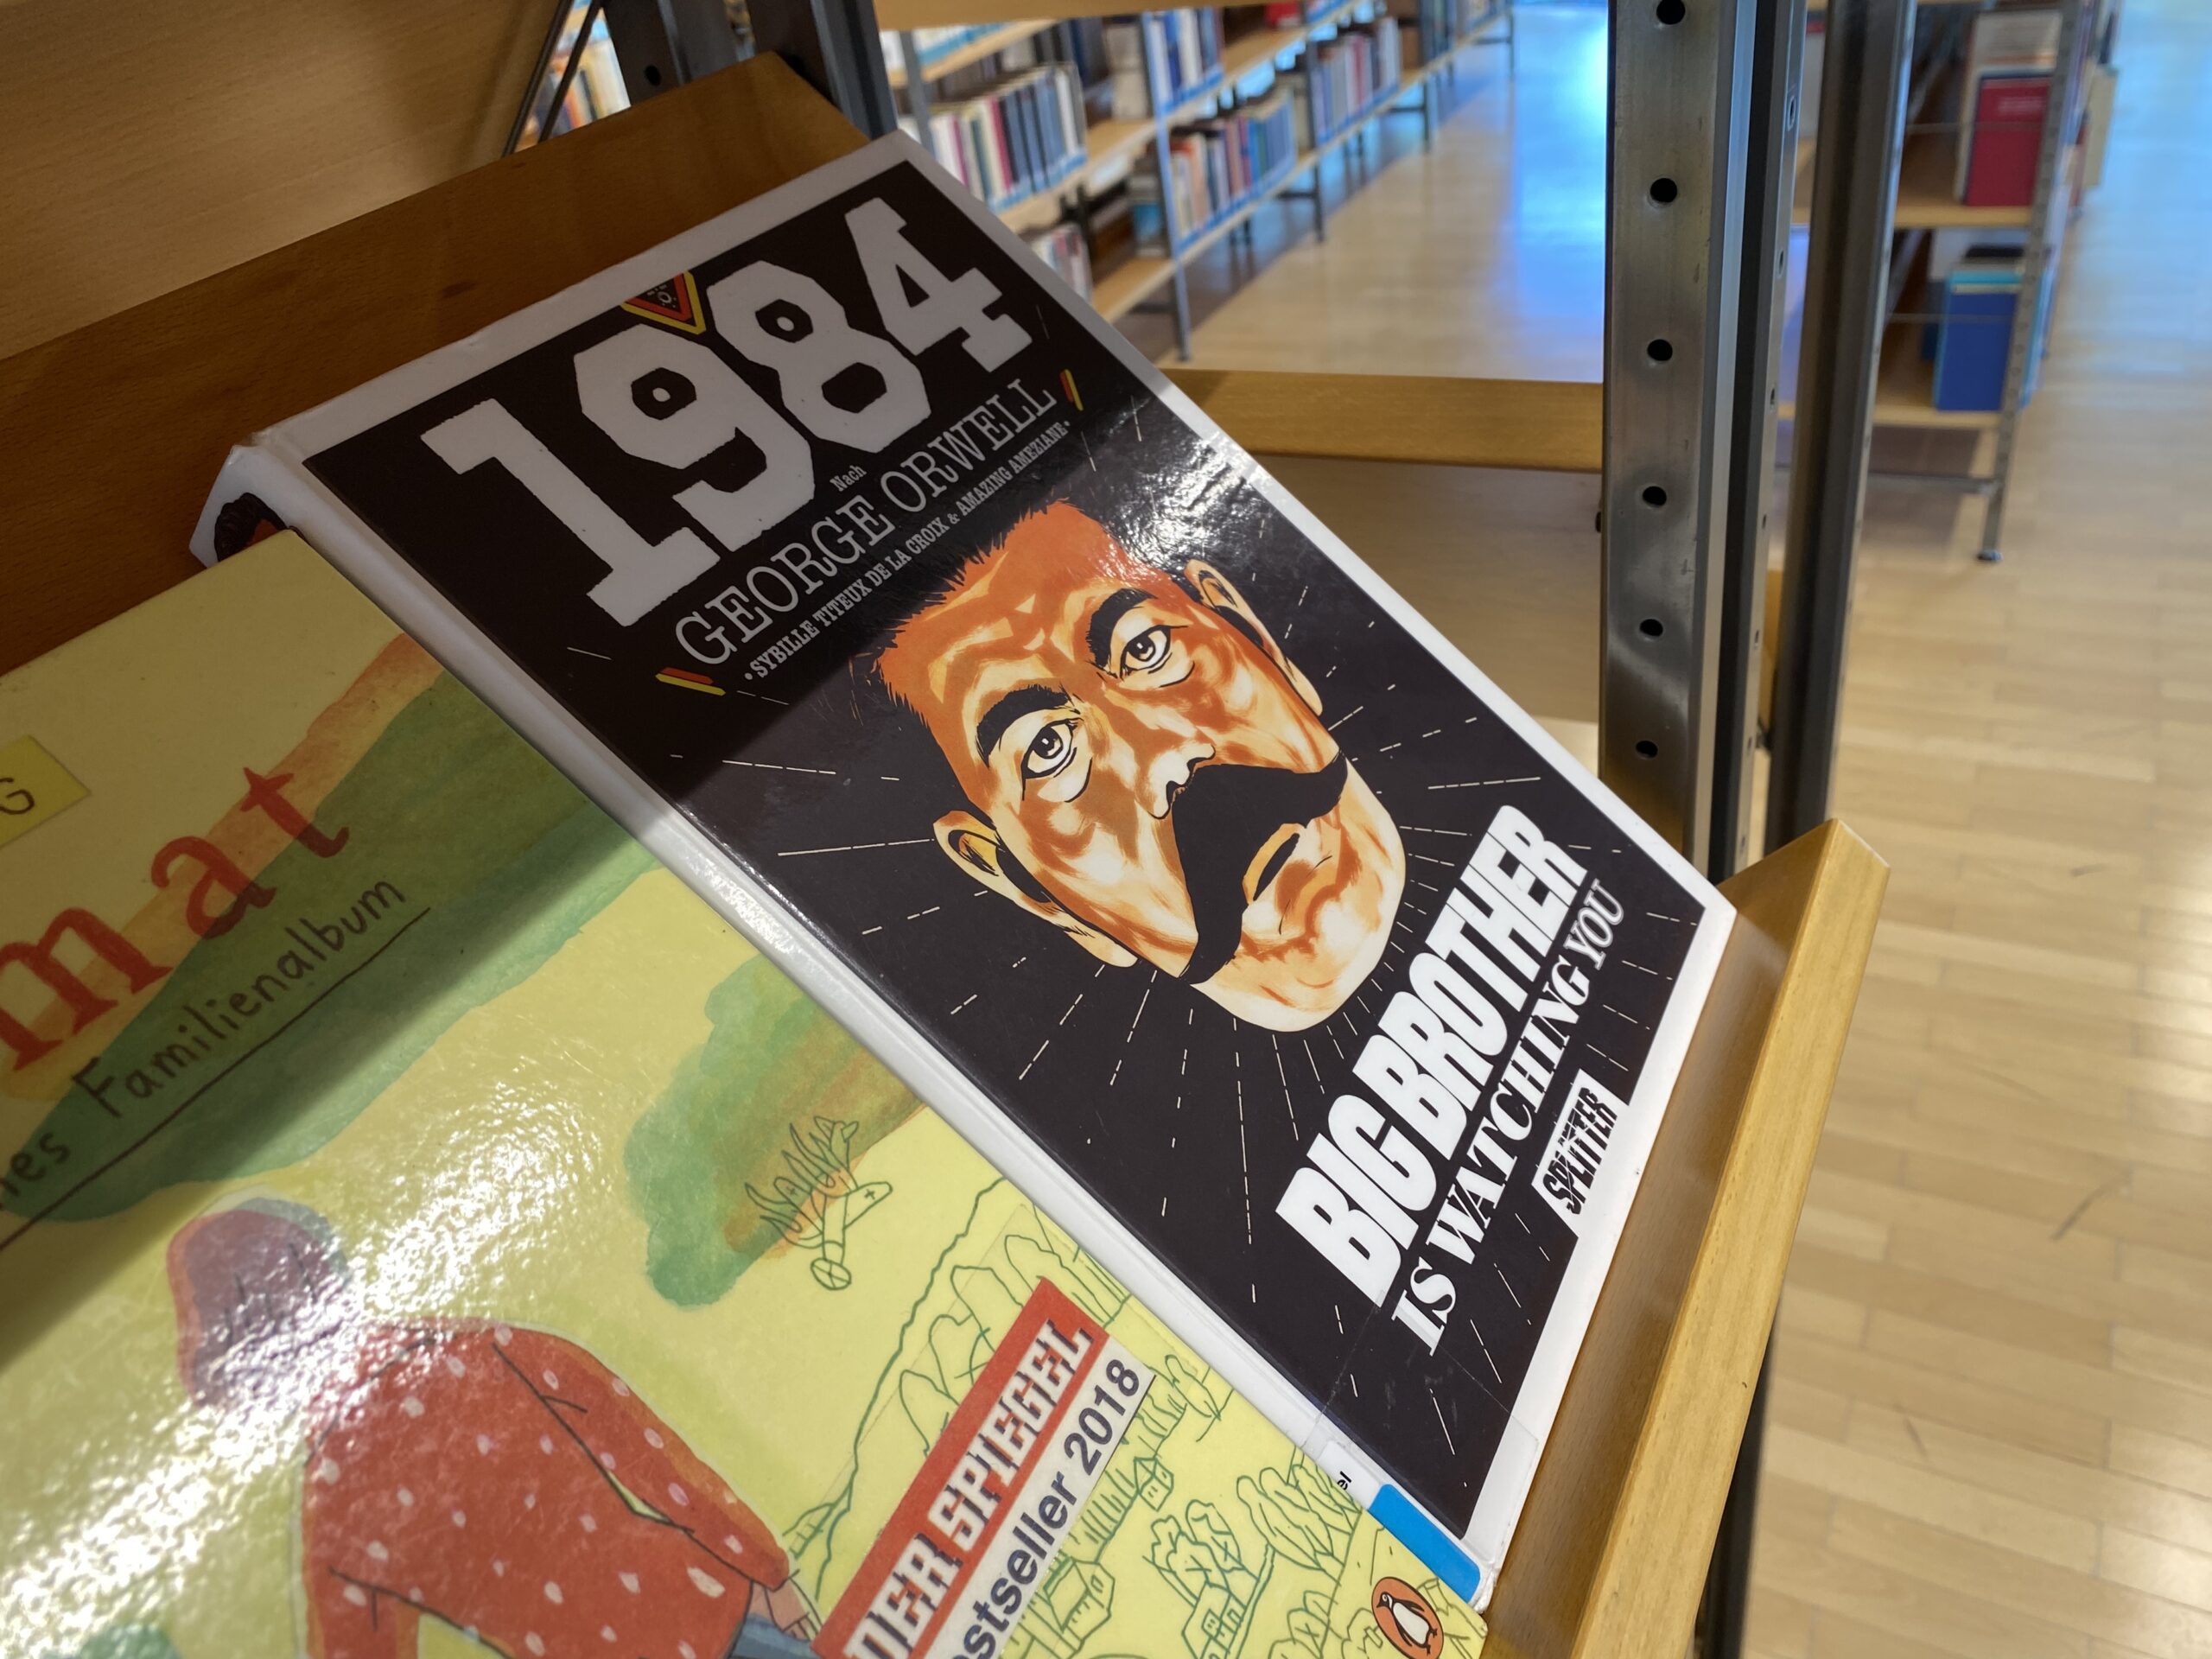 1984
Nach
GEORGE ORWELL
•SYBILLE TITEUX DE LA CROIX & AMAZING AMEZIANE•
BIG BROTHER
IS WATCHING YOU
SPLITTER
G
mat
Familienalbum
DER SPIEGEL
estseller 2018